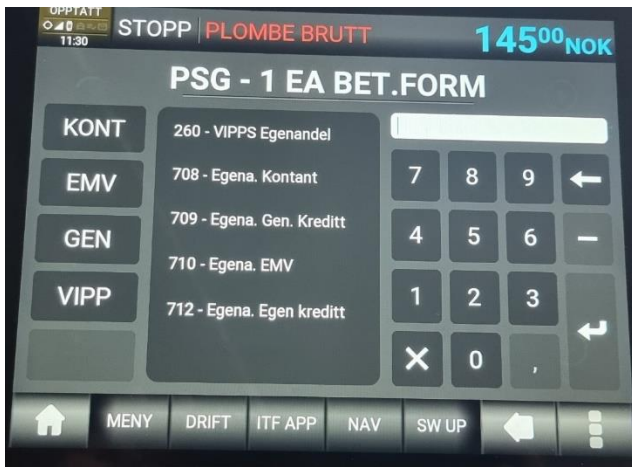 OPPTATT
11:30
STOPP PLOMBE BRUTT
145⁰⁰NOK
PSG - 1 EA BET.FORM
KONT
EMV
GEN
VIPP
260 - VIPPS Egenandel
708 - Egena. Kontant
709 - Egena. Gen. Kreditt
710 - Egena. EMV
712 - Egena. Egen kreditt
7 8 9
4 5 6 -
1 2 3
X 0 ,
MENY DRIFT ITF APP NAV SW UP